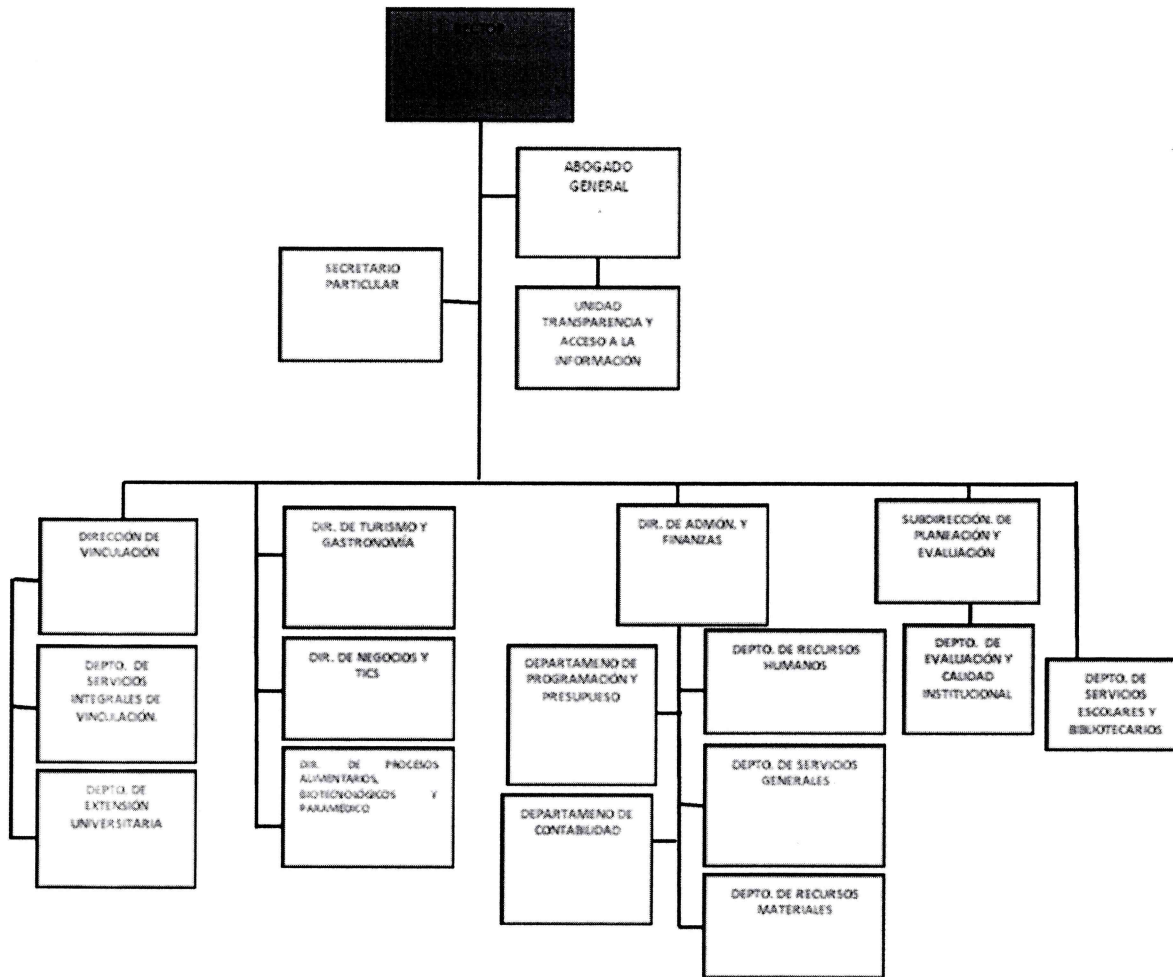 RECTOR
ABOGADO
GENERAL
SECRETARIO
PARTICULAR
UNIDAD
TRANSPARENCIA Y
ACCESO A LA
INFORMACIÓN
DIRECCIÓN DE
VINCULACIÓN
DEPTO. DE
SERVICIOS
INTEGRALES DE
VINCULACIÓN.
DEPTO. DE
EXTENSIÓN
UNIVERSITARIA
DIR. DE TURISMO Y
GASTRONOMÍA
DIR. DE NEGOCIOS Y
TICS
DIR. DE PROCESOS
ALIMENTARIOS,
BIOTECNOLÓGICOS Y
PARAMÉDICO
DIR. DE ADMON. Y
FINANZAS
DEPARTAMENO DE
PROGRAMACIÓN Y
PRESUPUESO
DEPARTAMENO DE
CONTABILIDAD
DEPTO. DE RECURSOS
HUMANOS
DEPTO. DE SERVICIOS
GENERALES
DEPTO. DE RECURSOS
MATERIALES
SUBDIRECCIÓN. DE
PLANEACIÓN Y
EVALUACIÓN
DEPTO. DE
EVALUACIÓN Y
CALIDAD
INSTITUCIONAL
DEPTO. DE
SERVICIOS
ESCOLARES Y
BIBLIOTECARIOS